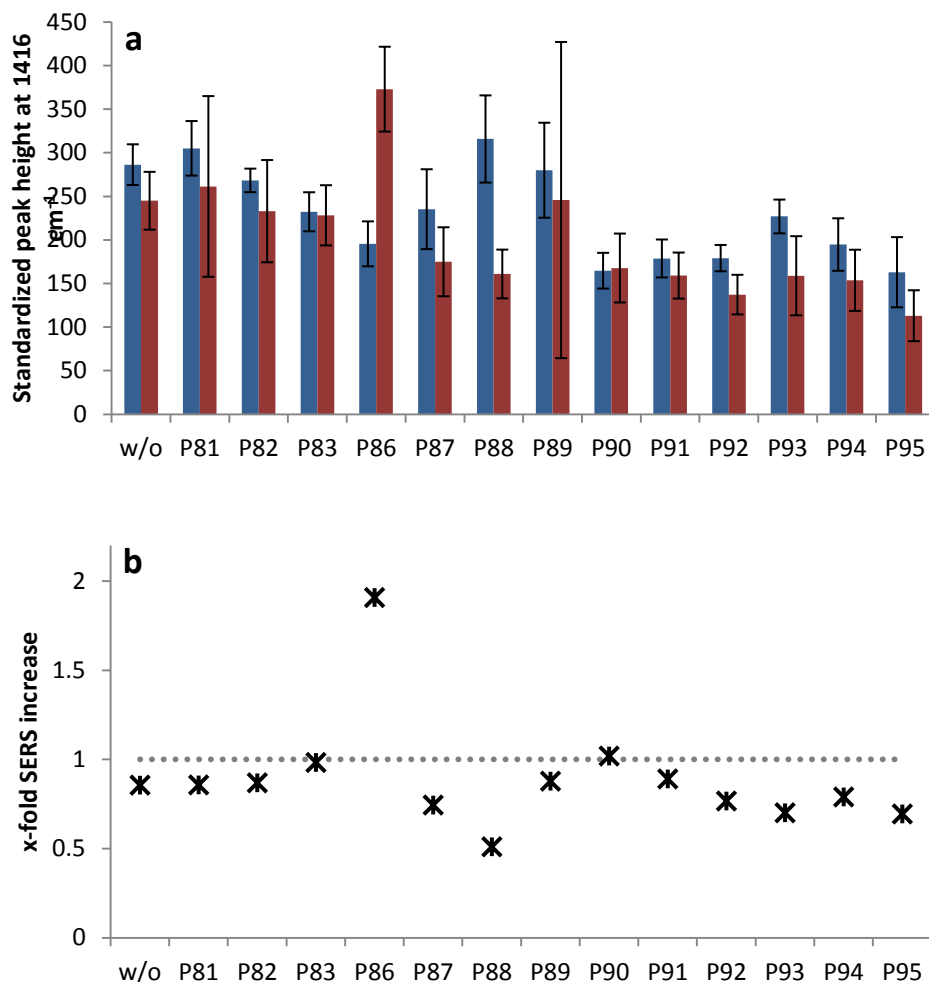 a
Standardized peak height at 1416
cm⁻¹
450
400
350
300
250
200
150
100
50
0
w/o P81 P82 P83 P86 P87 P88 P89 P90 P91 P92 P93 P94 P95
b
x-fold SERS increase
2
1.5
1
0.5
0
w/o P81 P82 P83 P86 P87 P88 P89 P90 P91 P92 P93 P94 P95